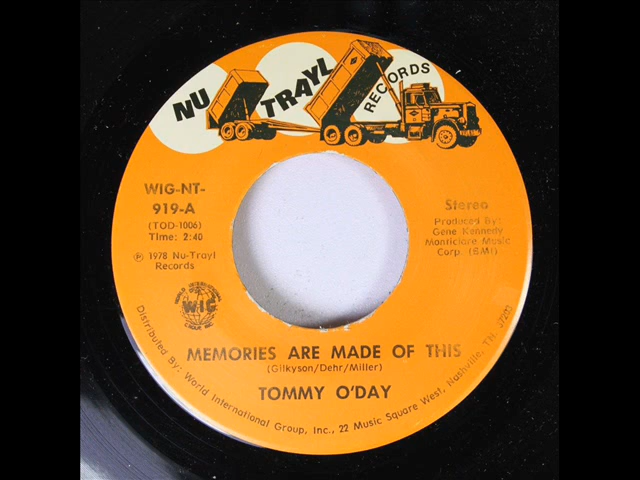 NU TRAYL RECORDS
WIG-NT-
919-A
(TOD-1006)
Time: 2:40
℗ 1978 Nu-Trayl
Records
Stereo
Produced By:
Gene Kennedy
Monticlare Music
Corp. (BMI)
WIG
MEMORIES ARE MADE OF THIS
(Gilkyson/Dehr/Miller)
TOMMY O'DAY
Distributed By: World International Group, Inc., 22 Music Square West, Nashville, TN. 37203